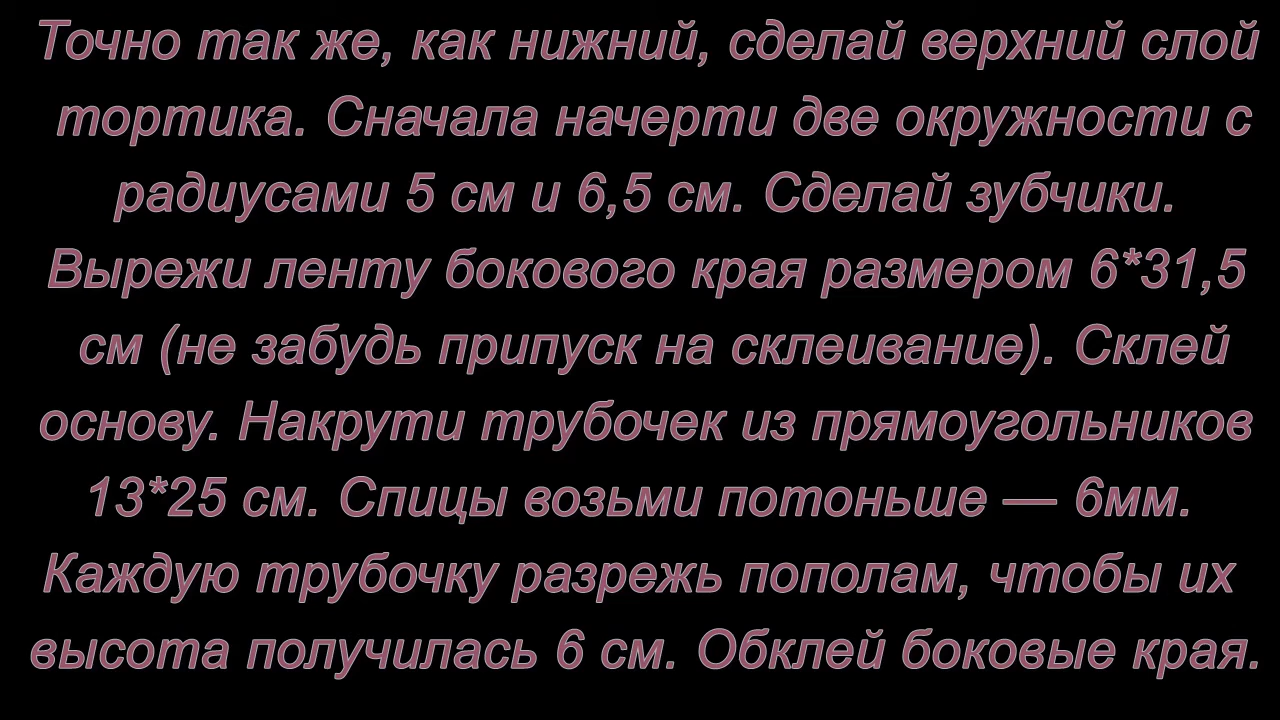 Точно так же, как нижний, сделай верхний слой
тортика. Сначала начерти две окружности с
радиусами 5 см и 6,5 см. Сделай зубчики.
Вырежи ленту бокового края размером 6*31,5
см (не забудь припуск на склеивание). Склей
основу. Накрути трубочек из прямоугольников
13*25 см. Спицы возьми потоньше — 6мм.
Каждую трубочку разрежь пополам, чтобы их
высота получилась 6 см. Обклей боковые края.